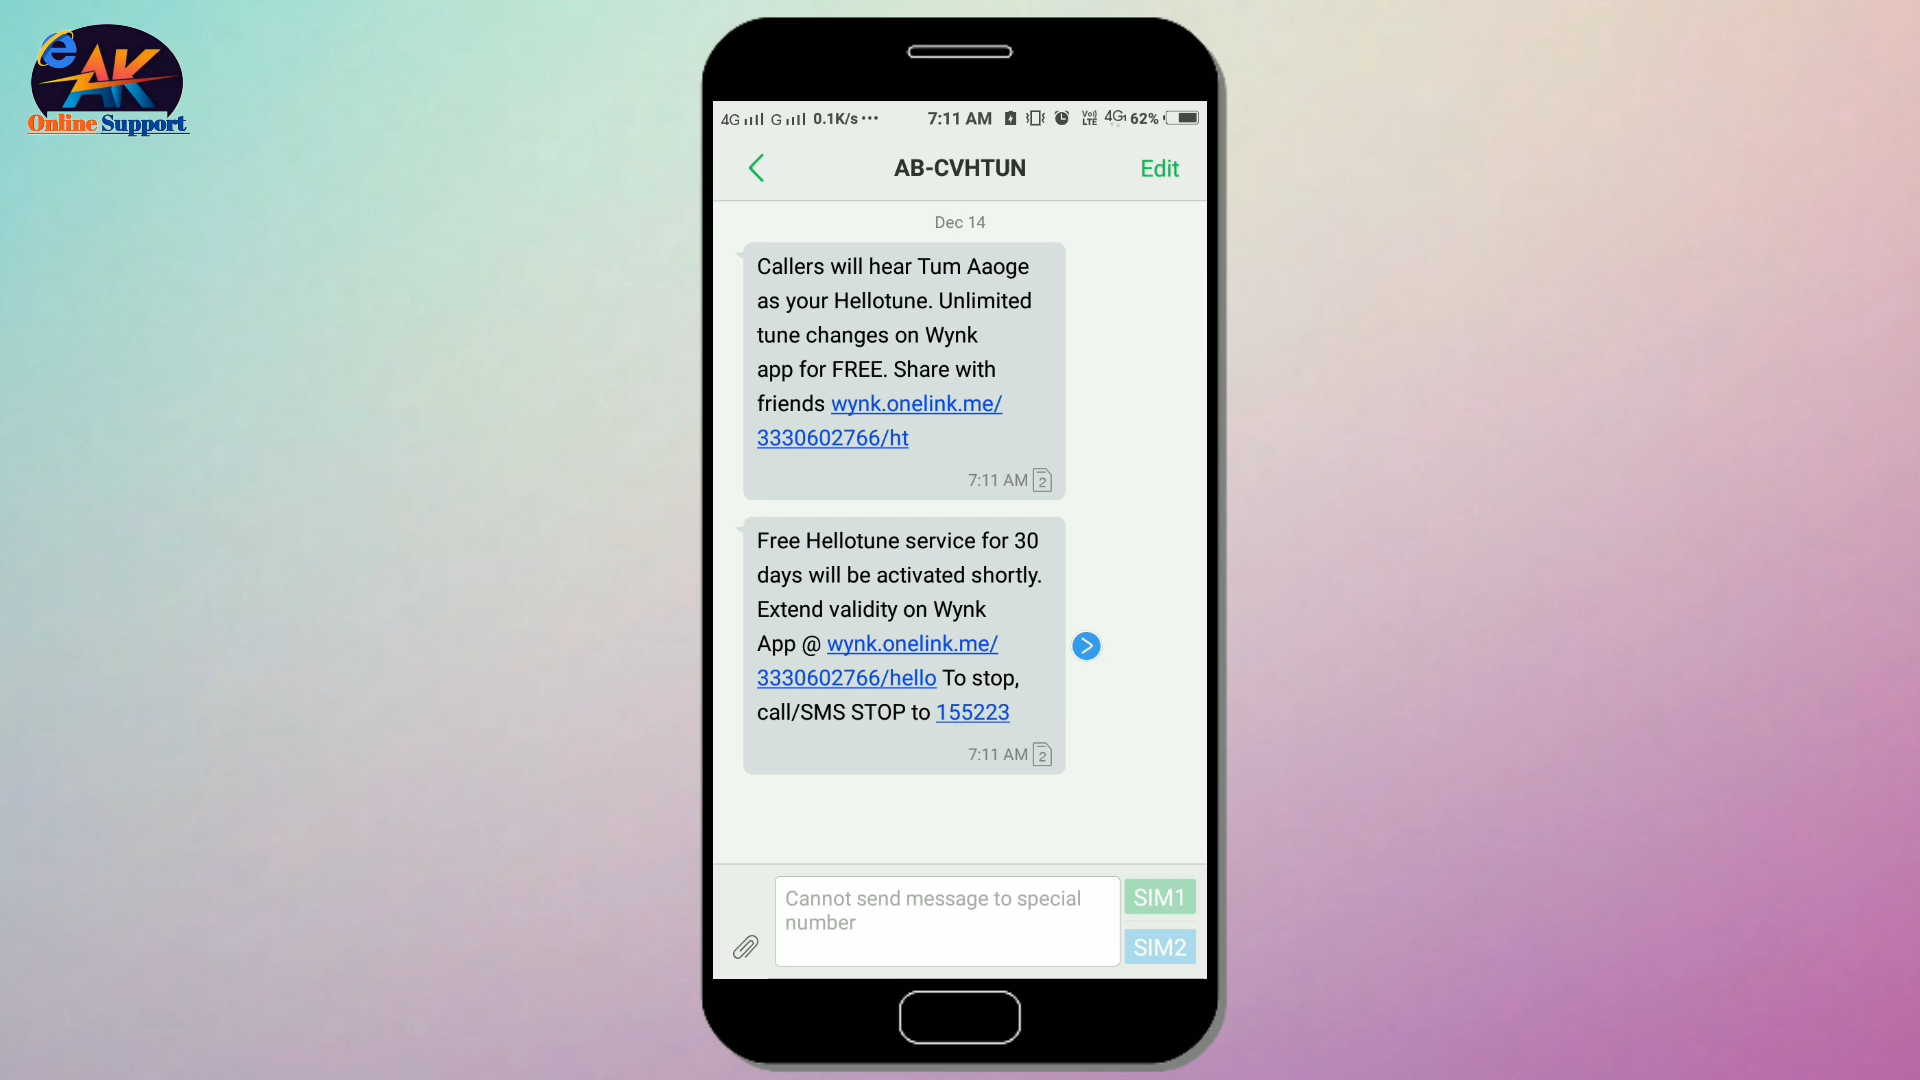 e AK
Online Support
4G G 0.1K/s... 7:11 AM VoI) LTE 4G 62%
AB-CVHTUN
Edit
Dec 14
Callers will hear Tum Aaoge
as your Hellotune. Unlimited
tune changes on Wynk
app for FREE. Share with
friends wynk.onelink.me/
3330602766/ht
7:11 AM 2
Free Hellotune service for 30
days will be activated shortly.
Extend validity on Wynk
App @ wynk.onelink.me/
3330602766/hello To stop,
call/SMS STOP to 155223
7:11 AM 2
Cannot send message to special
number
SIM1
SIM2